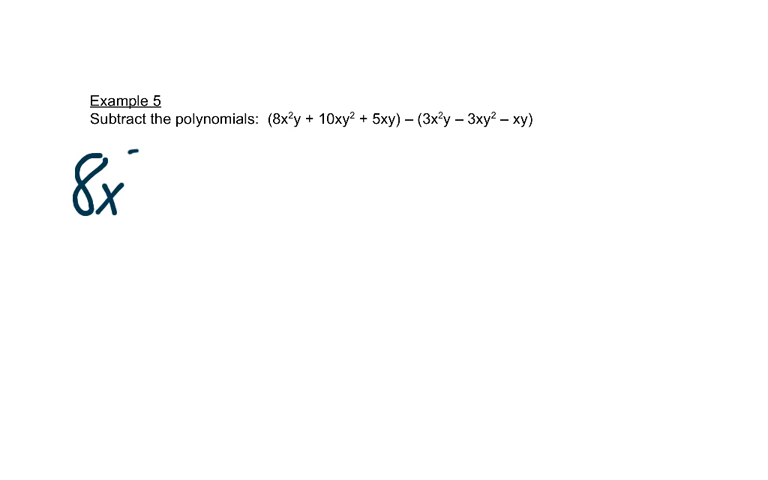 Example 5
Subtract the polynomials: (8x²y + 10xy² + 5xy) – (3x²y – 3xy² – xy)
8x